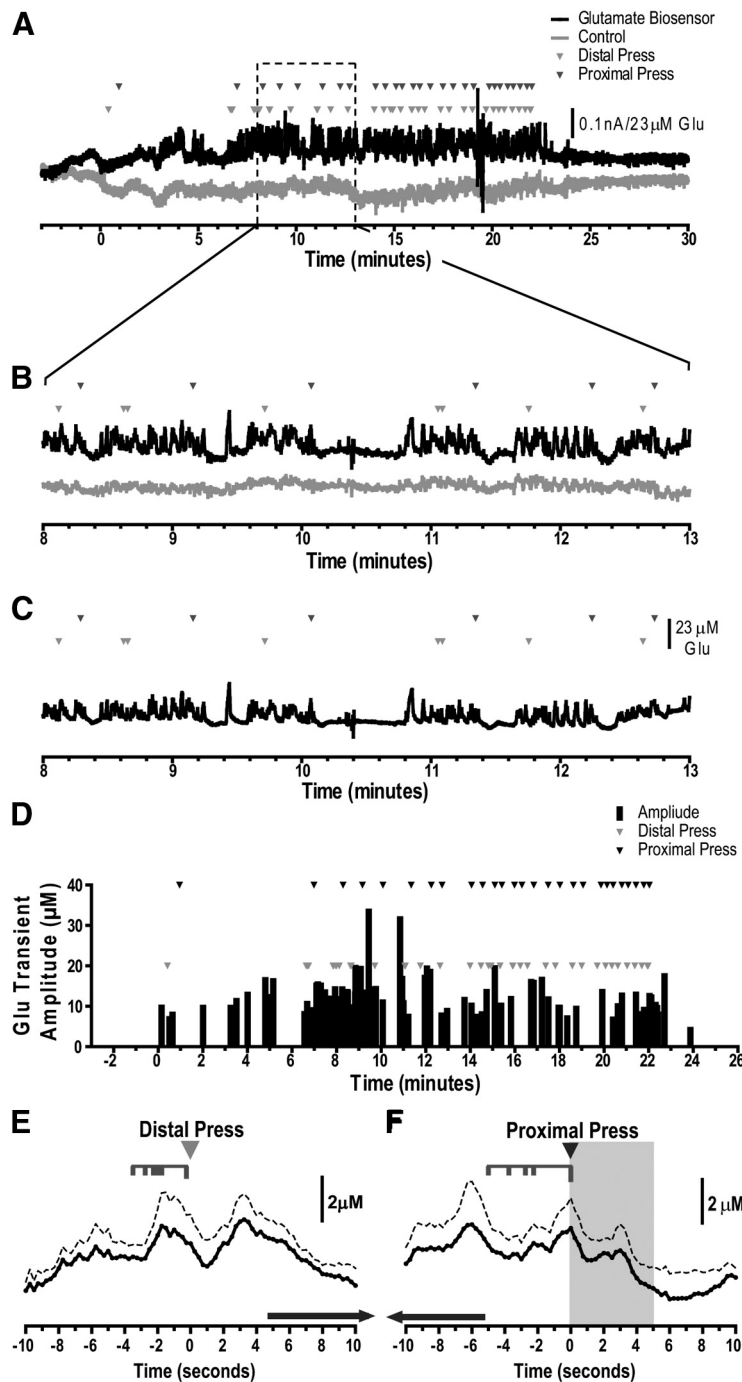 A
Glutamate Biosensor
Control
Distal Press
Proximal Press
0.1nA/23µM Glu
0 5 10 15 20 25 30
Time (minutes)
B
8 9 10 11 12 13
Time (minutes)
C
23 µM
Glu
8 9 10 11 12 13
Time (minutes)
D
Ampliude
Distal Press
Proximal Press
Glu Transient
Amplitude (µM)
40
30
20
10
0
-2 0 2 4 6 8 10 12 14 16 18 20 22 24 26
Time (minutes)
E
Distal Press
2µM
-10 -8 -6 -4 -2 0 2 4 6 8 10
Time (seconds)
F
Proximal Press
2 µM
-10 -8 -6 -4 -2 0 2 4 6 8 10
Time (seconds)